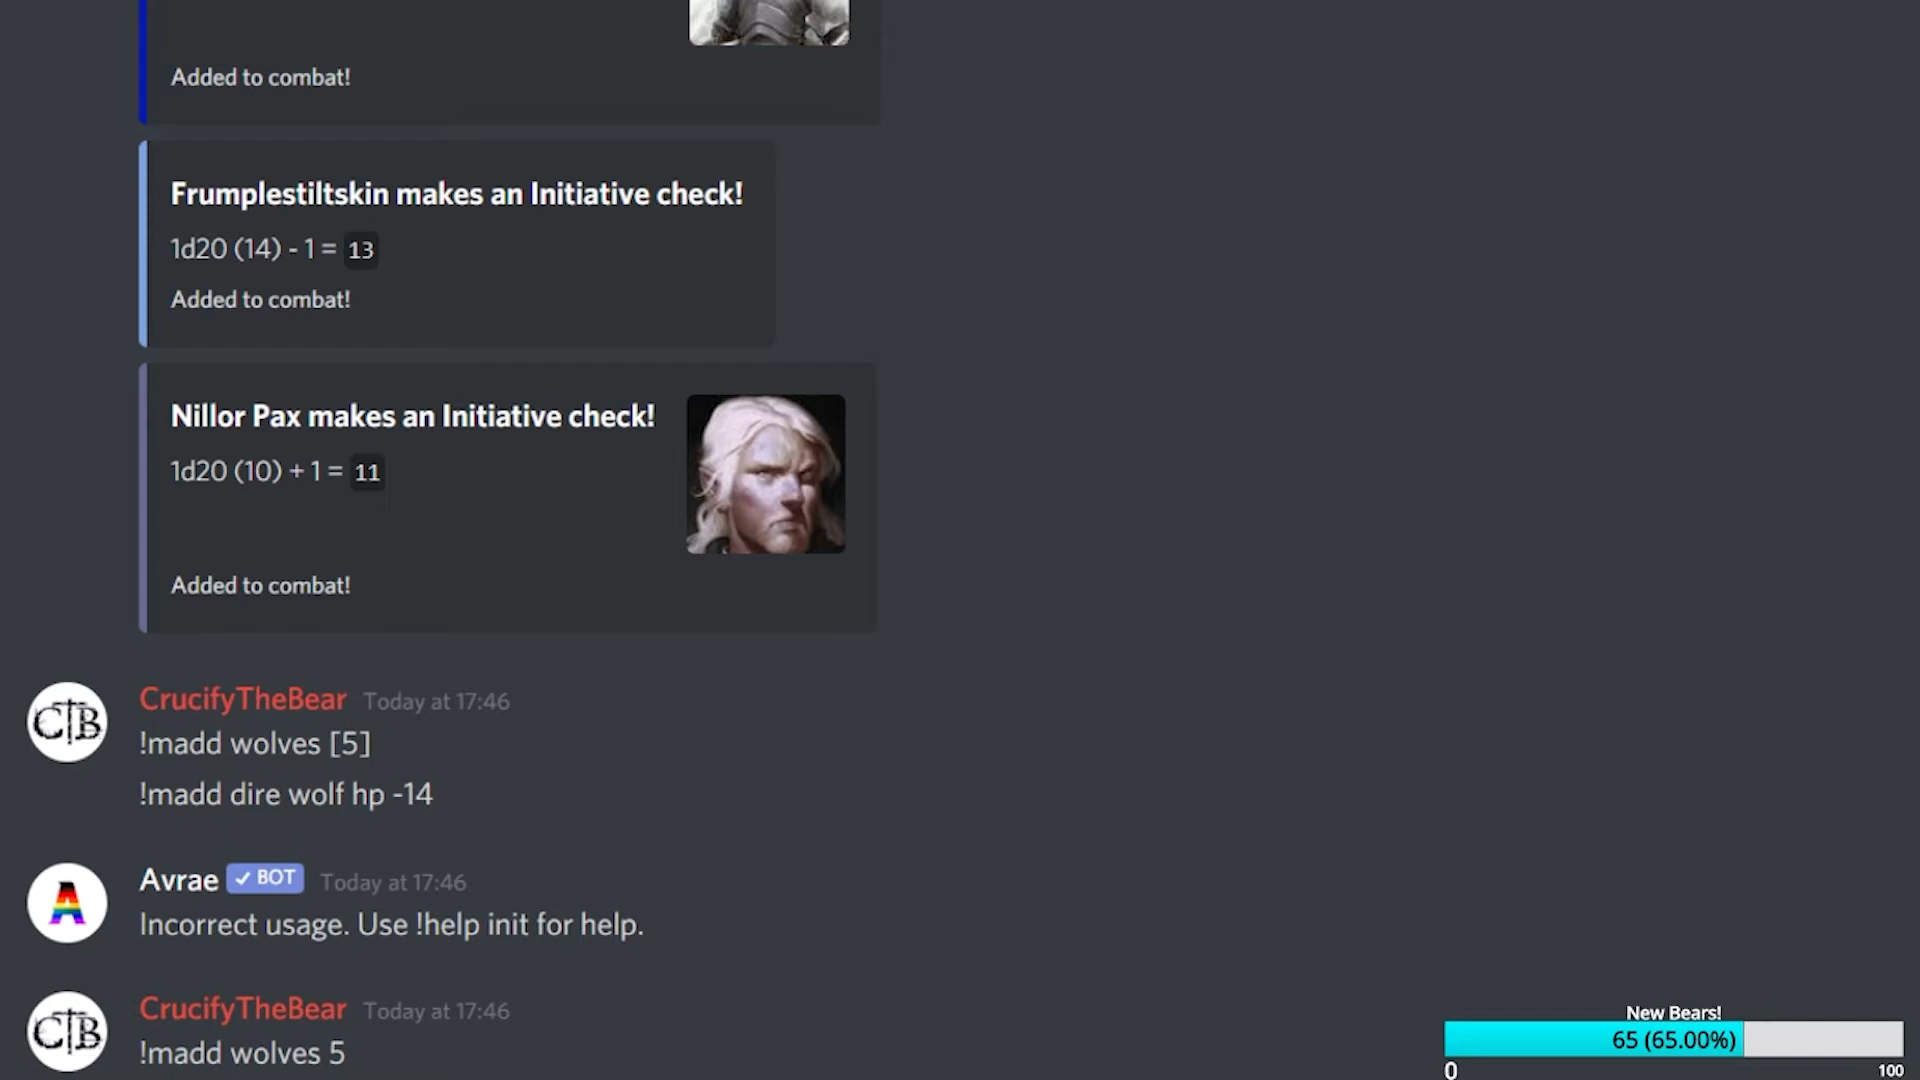 Added to combat!
Frumplestiltskin makes an Initiative check!
1d20 (14) - 1 = 13
Added to combat!
Nillor Pax makes an Initiative check!
1d20 (10) + 1 = 11
Added to combat!
CTB
CrucifyTheBear Today at 17:46
!madd wolves [5]
!madd dire wolf hp -14
A
Avrae ✓ BOT Today at 17:46
Incorrect usage. Use !help init for help.
CTB
CrucifyTheBear Today at 17:46
!madd wolves 5
New Bears!
65 (65.00%)
0 100